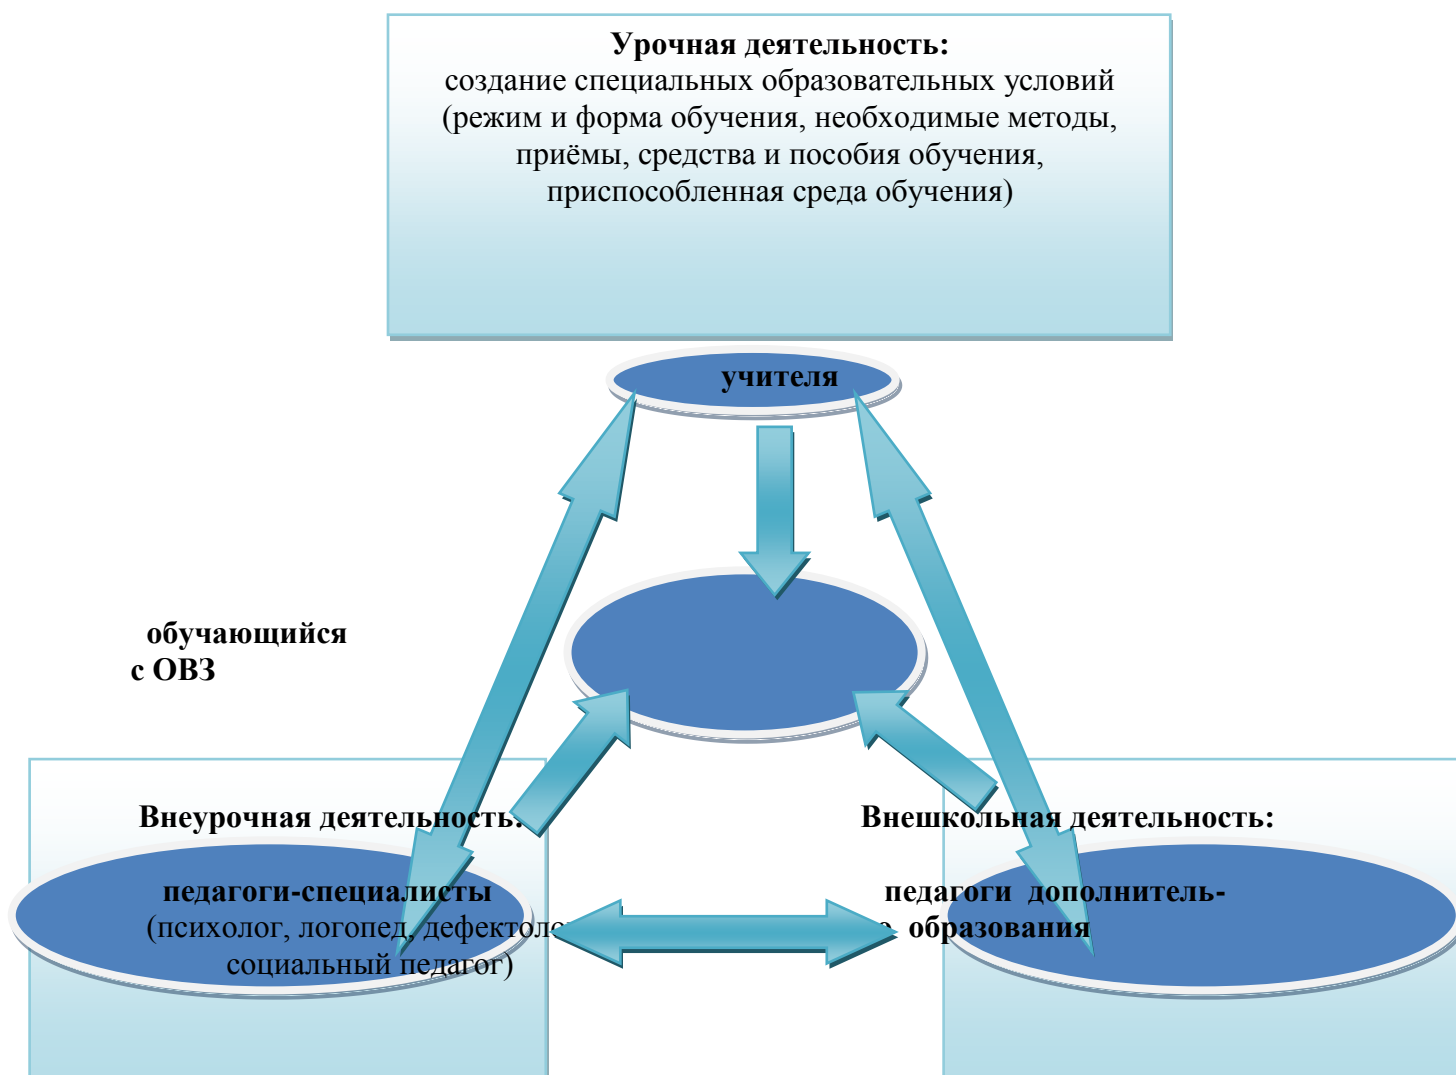 Урочная деятельность:
создание специальных образовательных условий
(режим и форма обучения, необходимые методы,
приёмы, средства и пособия обучения,
приспособленная среда обучения)
учителя
обучающийся
с ОВЗ
Внеурочная деятельность:
педагоги-специалисты
(психолог, логопед, дефектолог
социальный педагог)
Внешкольная деятельность:
педагоги дополнитель-
образования